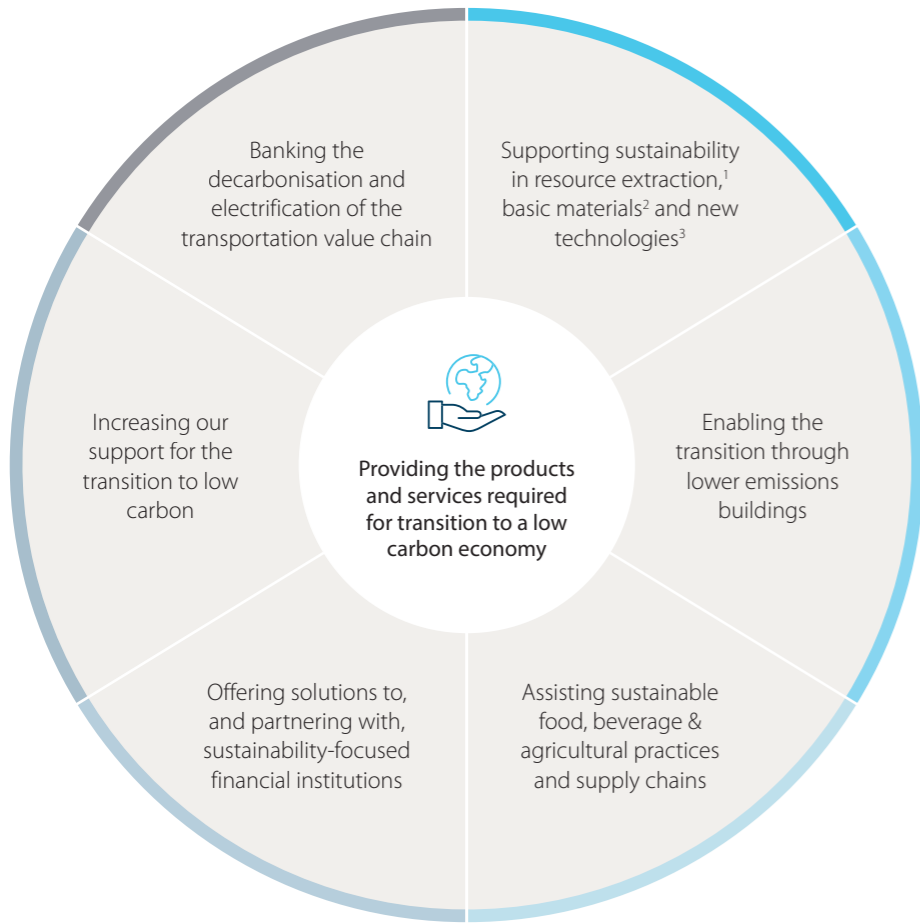 Banking the
decarbonisation and
electrification of the
transportation value chain
Supporting sustainability
in resource extraction,¹
basic materials² and new
technologies³
Increasing our
support for the
transition to low
carbon
Providing the products
and services required
for transition to a low
carbon economy
Enabling the
transition through
lower emissions
buildings
Offering solutions to,
and partnering with,
sustainability-focused
financial institutions
Assisting sustainable
food, beverage &
agricultural practices
and supply chains